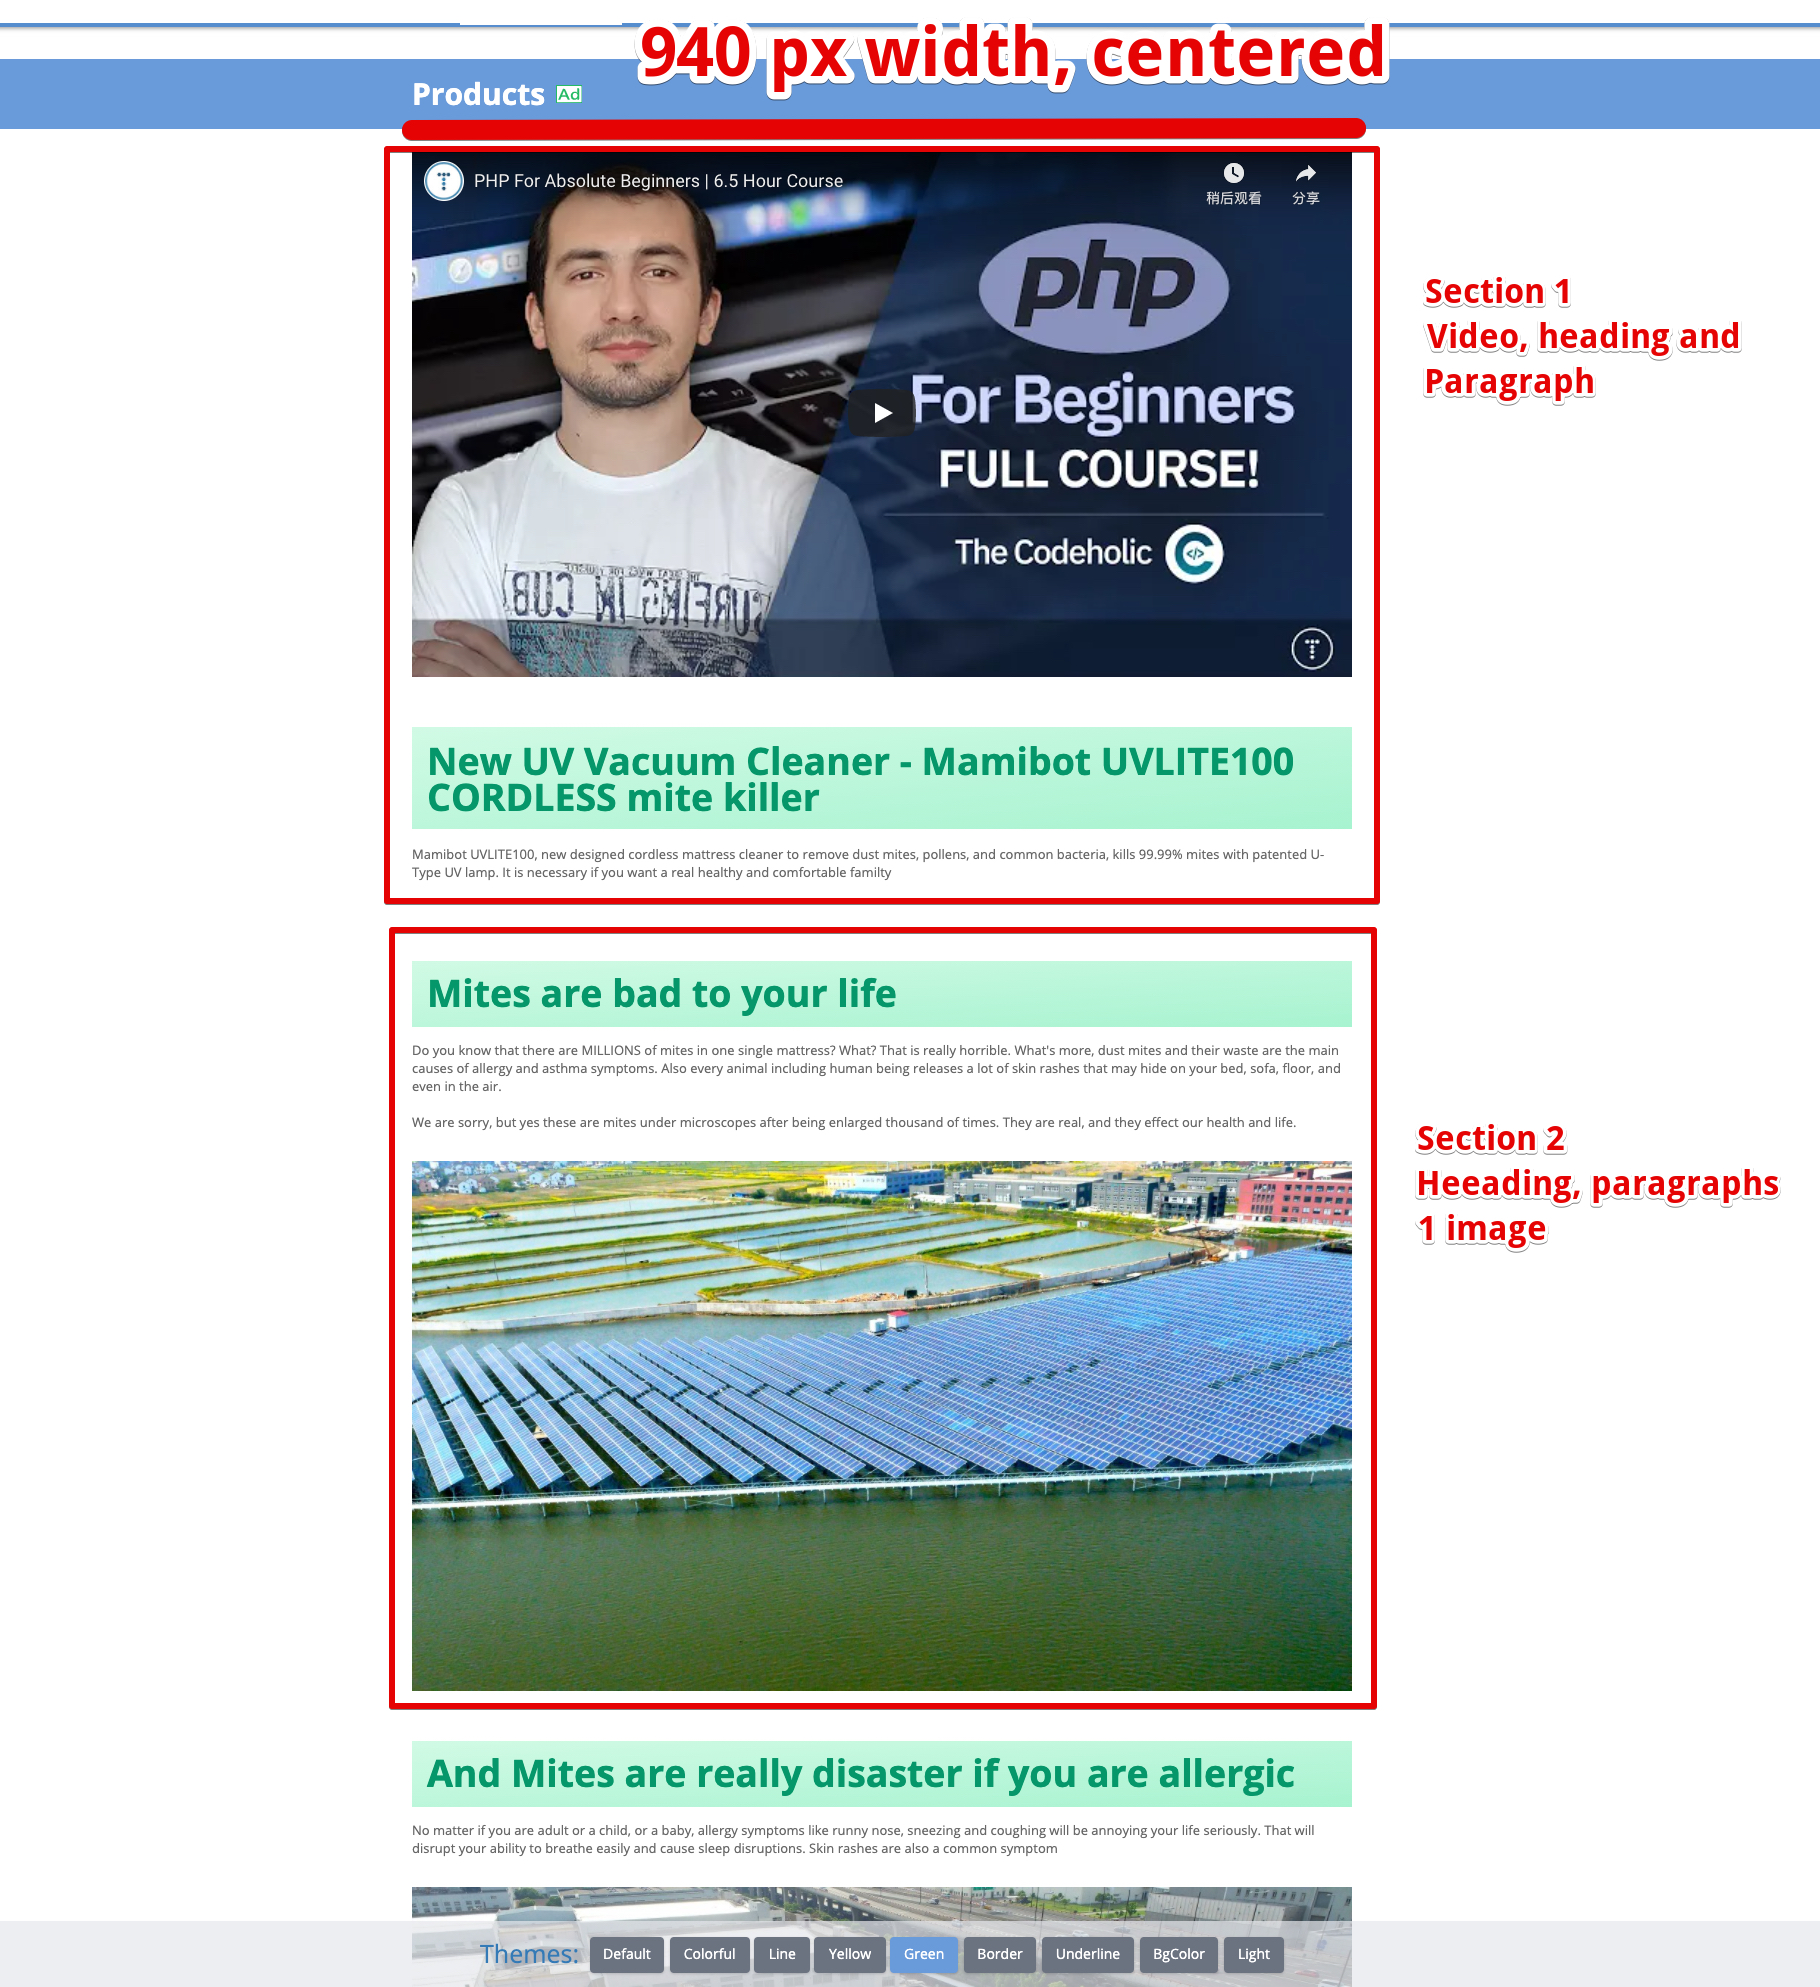 940 px width, centered
Products Ad
PHP For Absolute Beginners | 6.5 Hour Course
稍后观看
分享
php
For Beginners
FULL COURSE!
The Codeholic
Section 1
Video, heading and
Paragraph
New UV Vacuum Cleaner - Mamibot UVLITE100
CORDLESS mite killer
Mamibot UVLITE100, new designed cordless mattress cleaner to remove dust mites, pollens, and common bacteria, kills 99.99% mites with patented U-
Type UV lamp. It is necessary if you want a real healthy and comfortable familty
Mites are bad to your life
Do you know that there are MILLIONS of mites in one single mattress? What? That is really horrible. What's more, dust mites and their waste are the main
causes of allergy and asthma symptoms. Also every animal including human being releases a lot of skin rashes that may hide on your bed, sofa, floor, and
even in the air.
We are sorry, but yes these are mites under microscopes after being enlarged thousand of times. They are real, and they effect our health and life.
Section 2
Heeading, paragraphs
1 image
And Mites are really disaster if you are allergic
No matter if you are adult or a child, or a baby, allergy symptoms like runny nose, sneezing and coughing will be annoying your life seriously. That will
disrupt your ability to breathe easily and cause sleep disruptions. Skin rashes are also a common symptom
Themes: Default Colorful Line Yellow Green Border Underline BgColor Light